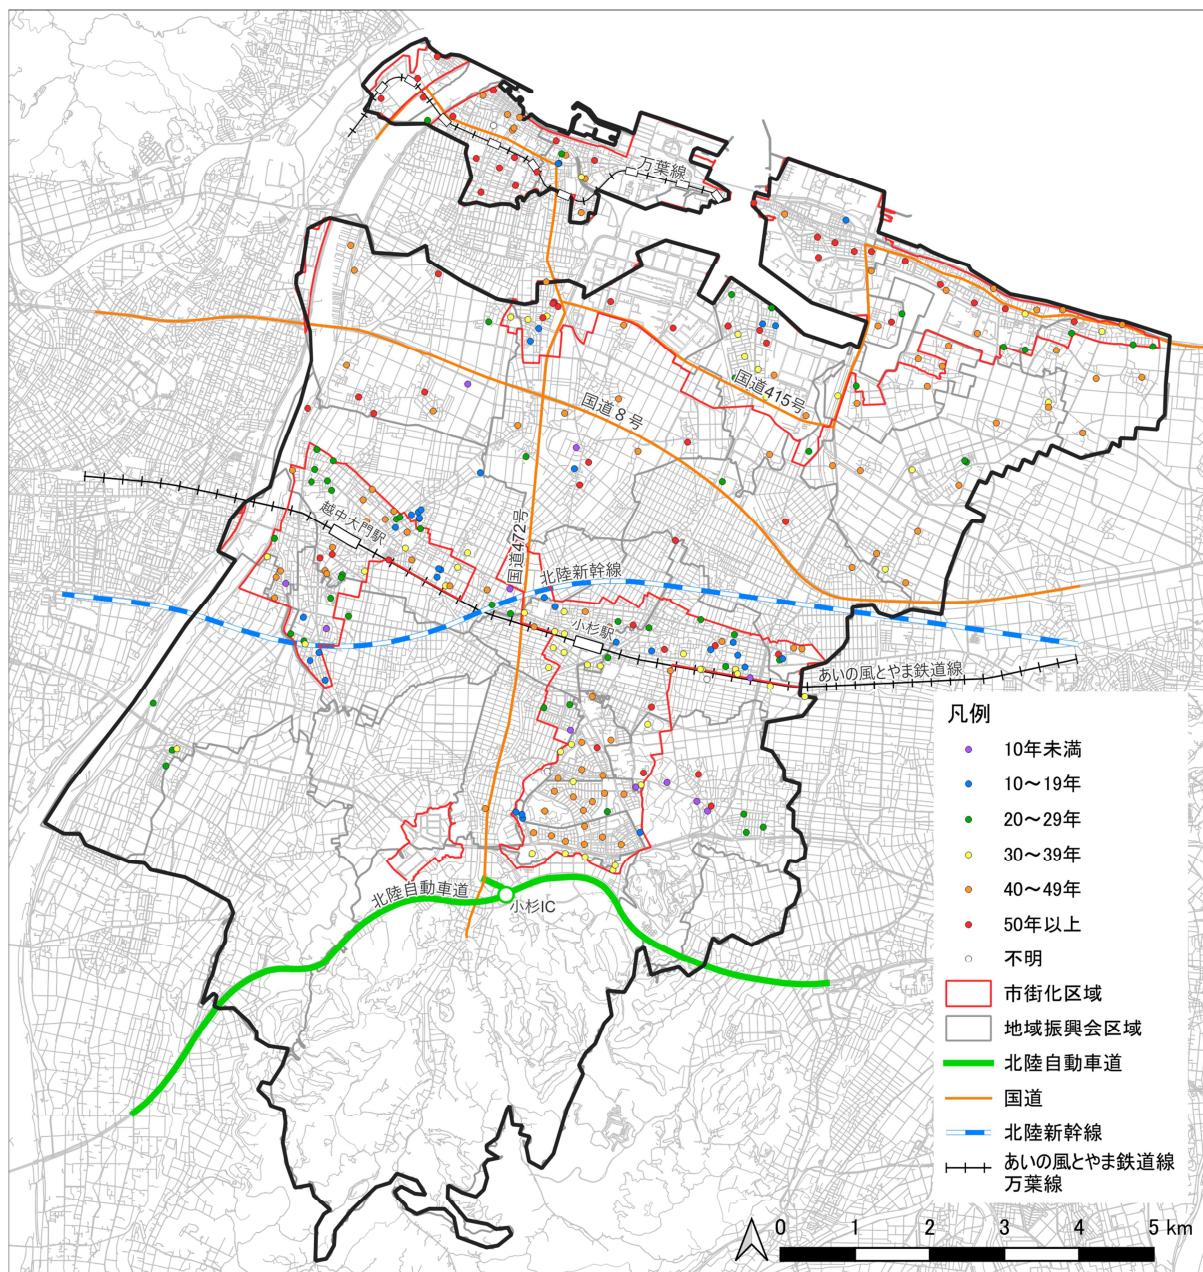 万葉線
国道415号
国道8号
越中大門駅
国道472号
北陸新幹線
小杉駅
あいの風とやま鉄道線
北陸自動車道
小杉IC
凡例
10年未満
10～19年
20～29年
30～39年
40～49年
50年以上
不明
市街化区域
地域振興会区域
北陸自動車道
国道
北陸新幹線
あいの風とやま鉄道線
万葉線
0 1 2 3 4 5 km